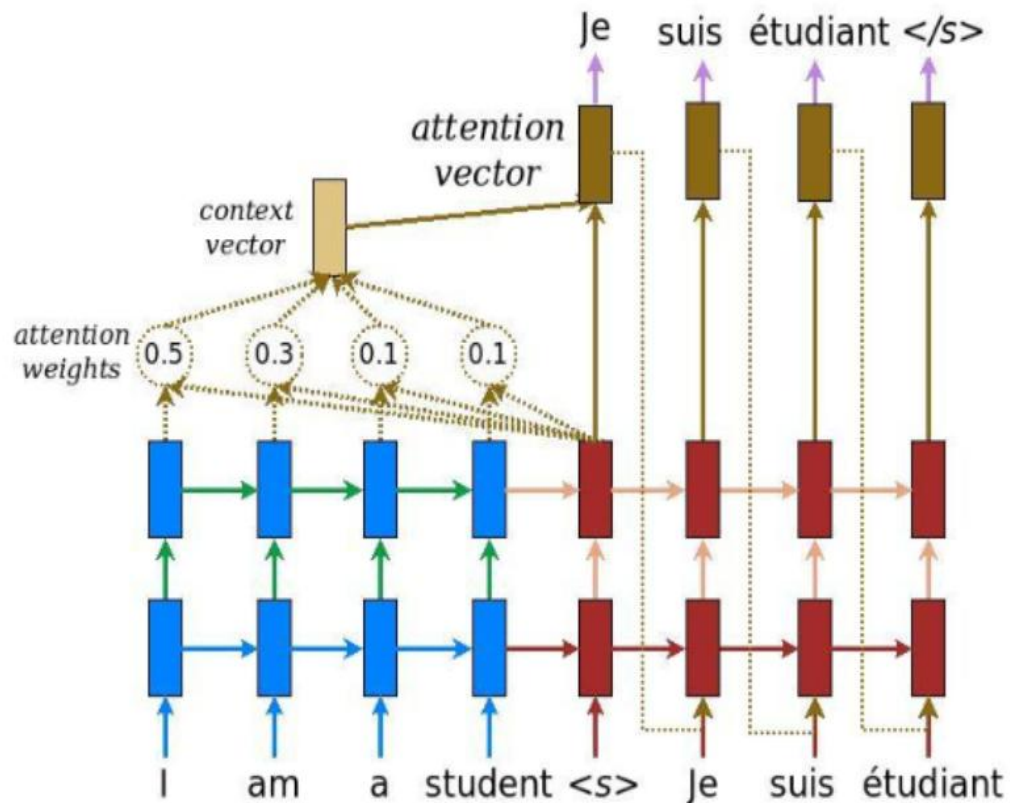 Je suis étudiant </s>
attention
vector
context
vector
attention
weights
0.5 0.3 0.1 0.1
I am a student <s> Je suis étudiant